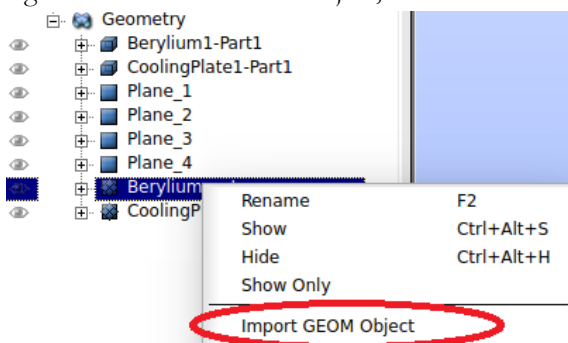 Geometry
Berylium1-Part1
CoolingPlate1-Part1
Plane_1
Plane_2
Plane_3
Plane_4
Berylium
CoolingP
Rename F2
Show Ctrl+Alt+S
Hide Ctrl+Alt+H
Show Only
Import GEOM Object